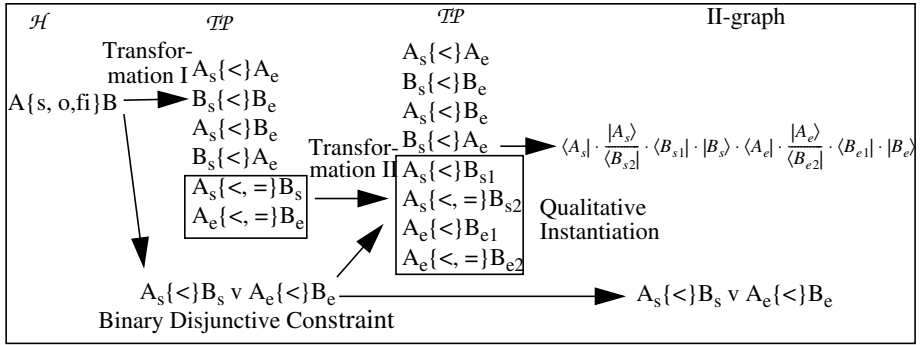 ℋ
𝒯𝒫
𝒯𝒫
II-graph
Transfor-
mation I
A{s, o,fi}B
A_s{<}A_e
B_s{<}B_e
A_s{<}B_e
B_s{<}A_e
A_s{<, =}B_s
A_e{<, =}B_e
Transfor-
mation II
A_s{<}A_e
B_s{<}B_e
A_s{<}B_e
B_s{<}A_e
A_s{<}B_s1
A_s{<, =}B_s2
A_e{<}B_e1
A_e{<, =}B_e2
⟨A_s| · |A_s⟩/⟨B_s2| · ⟨B_s1| · |B_s⟩ · ⟨A_e| · |A_e⟩/⟨B_e2| · ⟨B_e1| · |B_e⟩
Qualitative
Instantiation
A_s{<}B_s v A_e{<}B_e
Binary Disjunctive Constraint
A_s{<}B_s v A_e{<}B_e